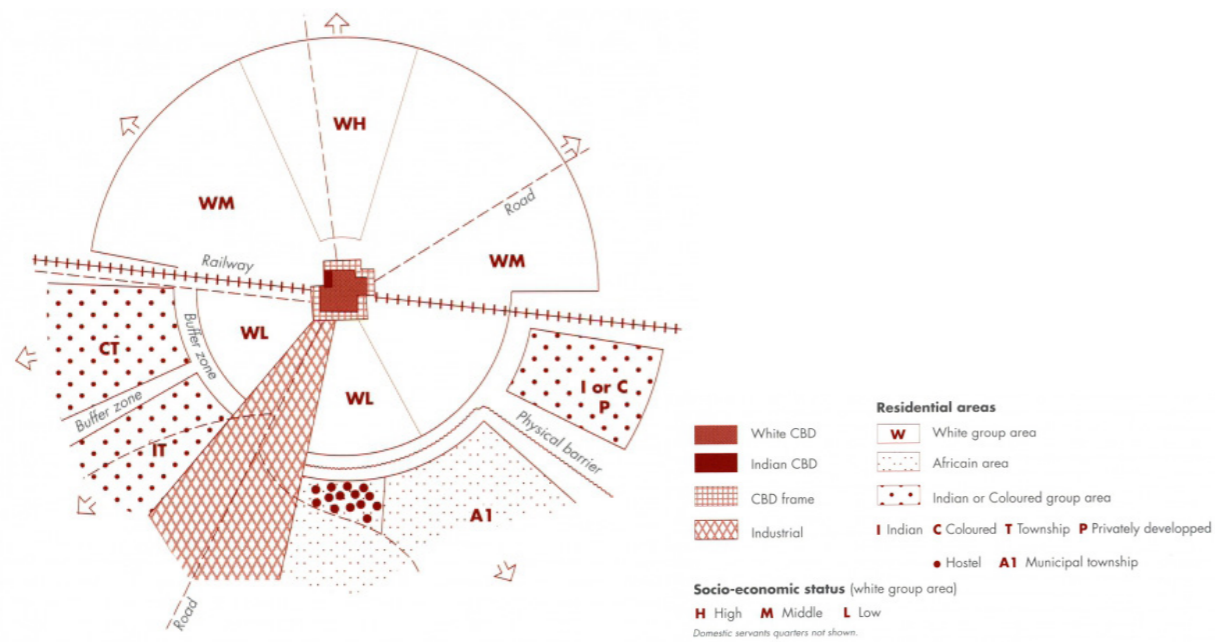 WH
WM
Road
WM
Railway
WL
Buffer zone
CT
Buffer zone
IT
WL
I or C
P
Physical barrier
A1
Road
White CBD
Indian CBD
CBD frame
Industrial
Residential areas
W White group area
Africain area
Indian or Coloured group area
I Indian C Coloured T Township P Privately developped
Hostel A1 Municipal township
Socio-economic status (white group area)
H High M Middle L Low
Domestic servants quarters not shown.